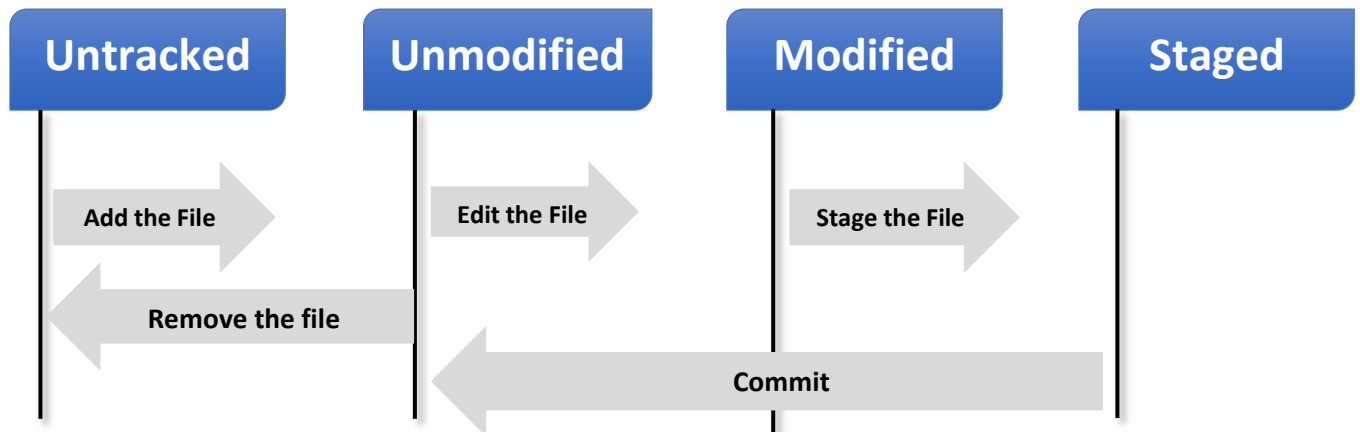 Untracked
Unmodified
Modified
Staged
Add the File
Edit the File
Stage the File
Remove the file
Commit